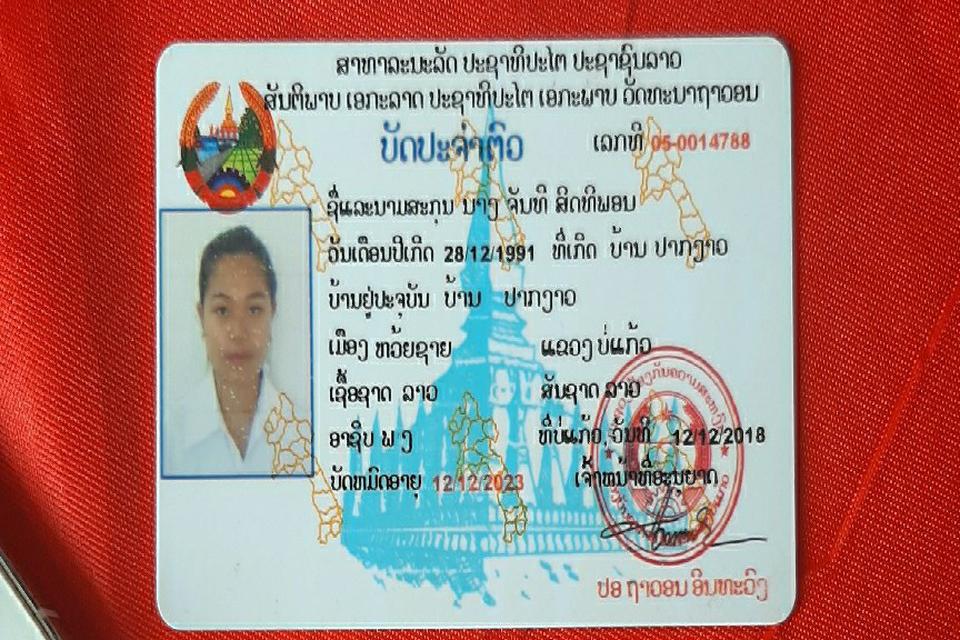 ສາທາລະນະລັດ ປະຊາທິປະໄຕ ປະຊາຊົນລາວ
ສັນຕິພາບ ເອກະລາດ ປະຊາທິປະໄຕ ເອກະພາບ ວັດທະນາຖາວອນ
ບັດປະຈຳຕົວ ເລກທີ 05-0014788
ຊື່ແລະນາມສະກຸນ ນາງ ຈັນທີ ສິດທິພອນ
ວັນເດືອນປີເກີດ 28/12/1991 ທີ່ເກີດ ບ້ານ ປາກງາວ
ບ້ານຢູ່ປະຈຸບັນ ບ້ານ ປາກງາວ
ເມືອງ ຫວ້ຍຊາຍ ແຂວງ ບໍ່ແກ້ວ
ເຊື້ອຊາດ ລາວ ສັນຊາດ ລາວ
ອາຊີບ ພ ງ ທີ່ບໍ່ແກ້ວ, ວັນທີ 12/12/2018
ບັດຫມົດອາຍຸ 12/12/2023 ເຈົ້າຫນ້າທີ່ອະນຸຍາດ
ປອ ຖາວອນ ອິນທະວົງ